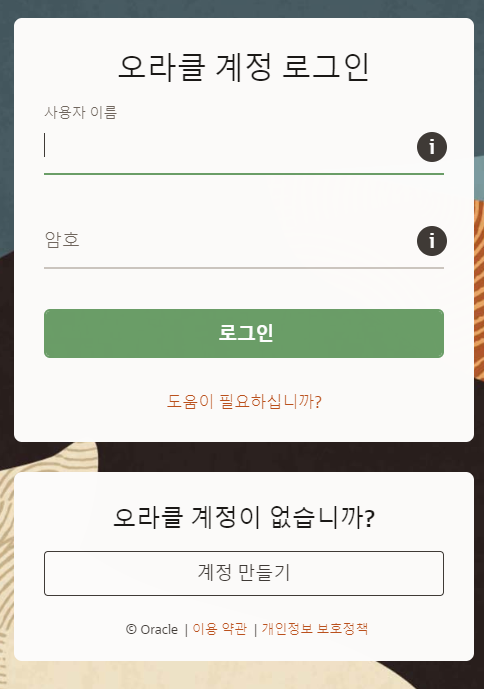 오라클 계정 로그인
사용자 이름
i
암호
i
로그인
도움이 필요하십니까?
오라클 계정이 없습니까?
계정 만들기
© Oracle | 이용 약관 | 개인정보 보호정책